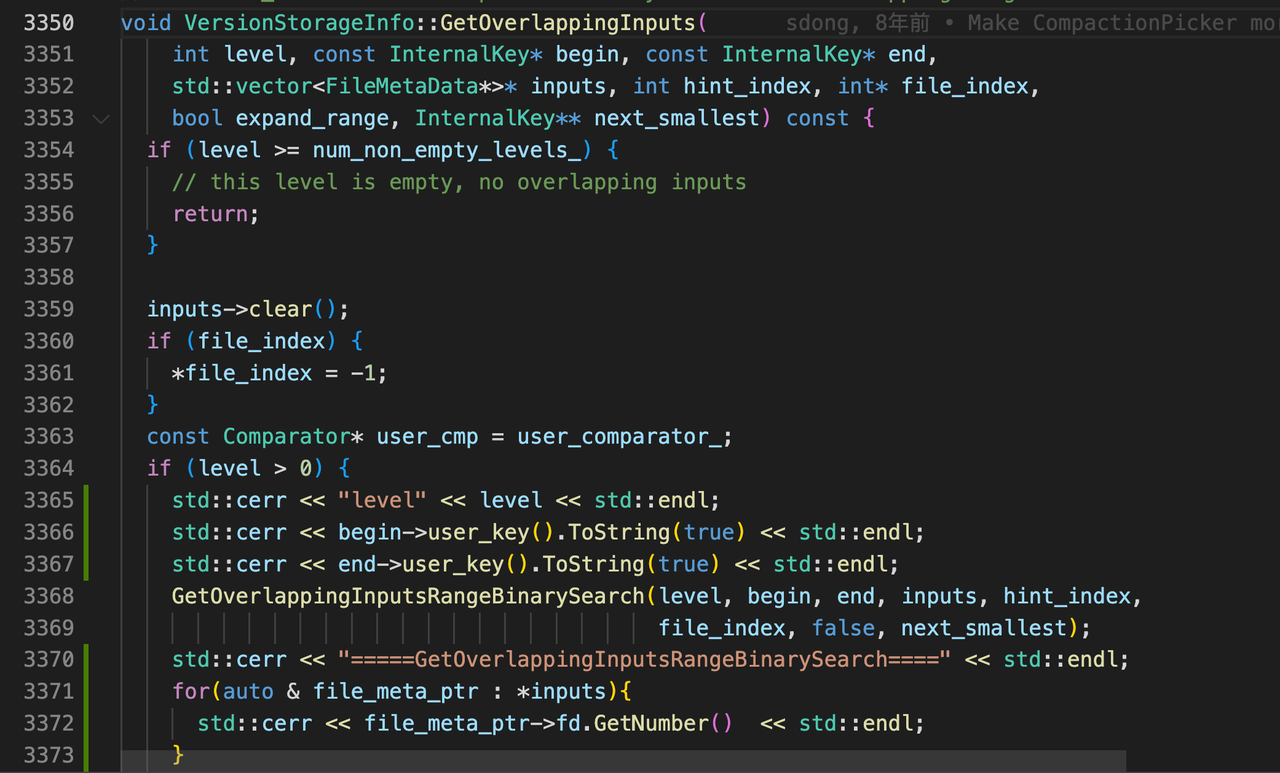 3350 void VersionStorageInfo::GetOverlappingInputs( sdong, 8年前 • Make CompactionPicker mo
3351 int level, const InternalKey* begin, const InternalKey* end,
3352 std::vector<FileMetaData*>* inputs, int hint_index, int* file_index,
3353 bool expand_range, InternalKey** next_smallest) const {
3354 if (level >= num_non_empty_levels_) {
3355 // this level is empty, no overlapping inputs
3356 return;
3357 }
3358
3359 inputs->clear();
3360 if (file_index) {
3361 *file_index = -1;
3362 }
3363 const Comparator* user_cmp = user_comparator_;
3364 if (level > 0) {
3365 std::cerr << "level" << level << std::endl;
3366 std::cerr << begin->user_key().ToString(true) << std::endl;
3367 std::cerr << end->user_key().ToString(true) << std::endl;
3368 GetOverlappingInputsRangeBinarySearch(level, begin, end, inputs, hint_index,
3369 file_index, false, next_smallest);
3370 std::cerr << "=====GetOverlappingInputsRangeBinarySearch====" << std::endl;
3371 for(auto & file_meta_ptr : *inputs){
3372 std::cerr << file_meta_ptr->fd.GetNumber()  << std::endl;
3373 }